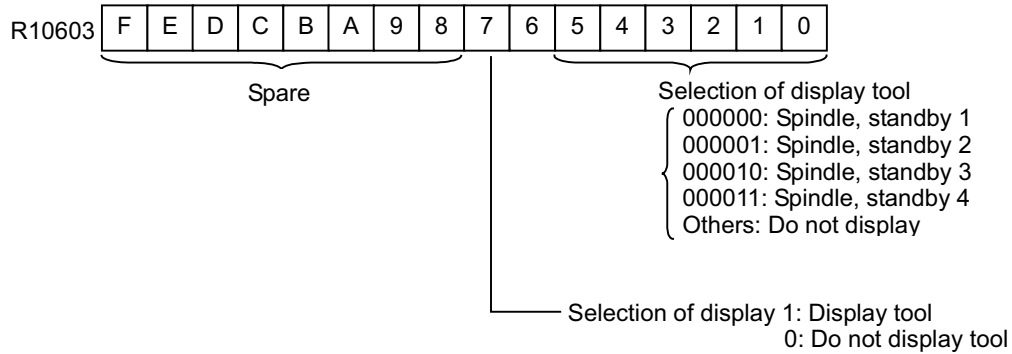 R10603 F E D C B A 9 8 7 6 5 4 3 2 1 0
Spare
Selection of display tool
000000: Spindle, standby 1
000001: Spindle, standby 2
000010: Spindle, standby 3
000011: Spindle, standby 4
Others: Do not display
Selection of display 1: Display tool
0: Do not display tool